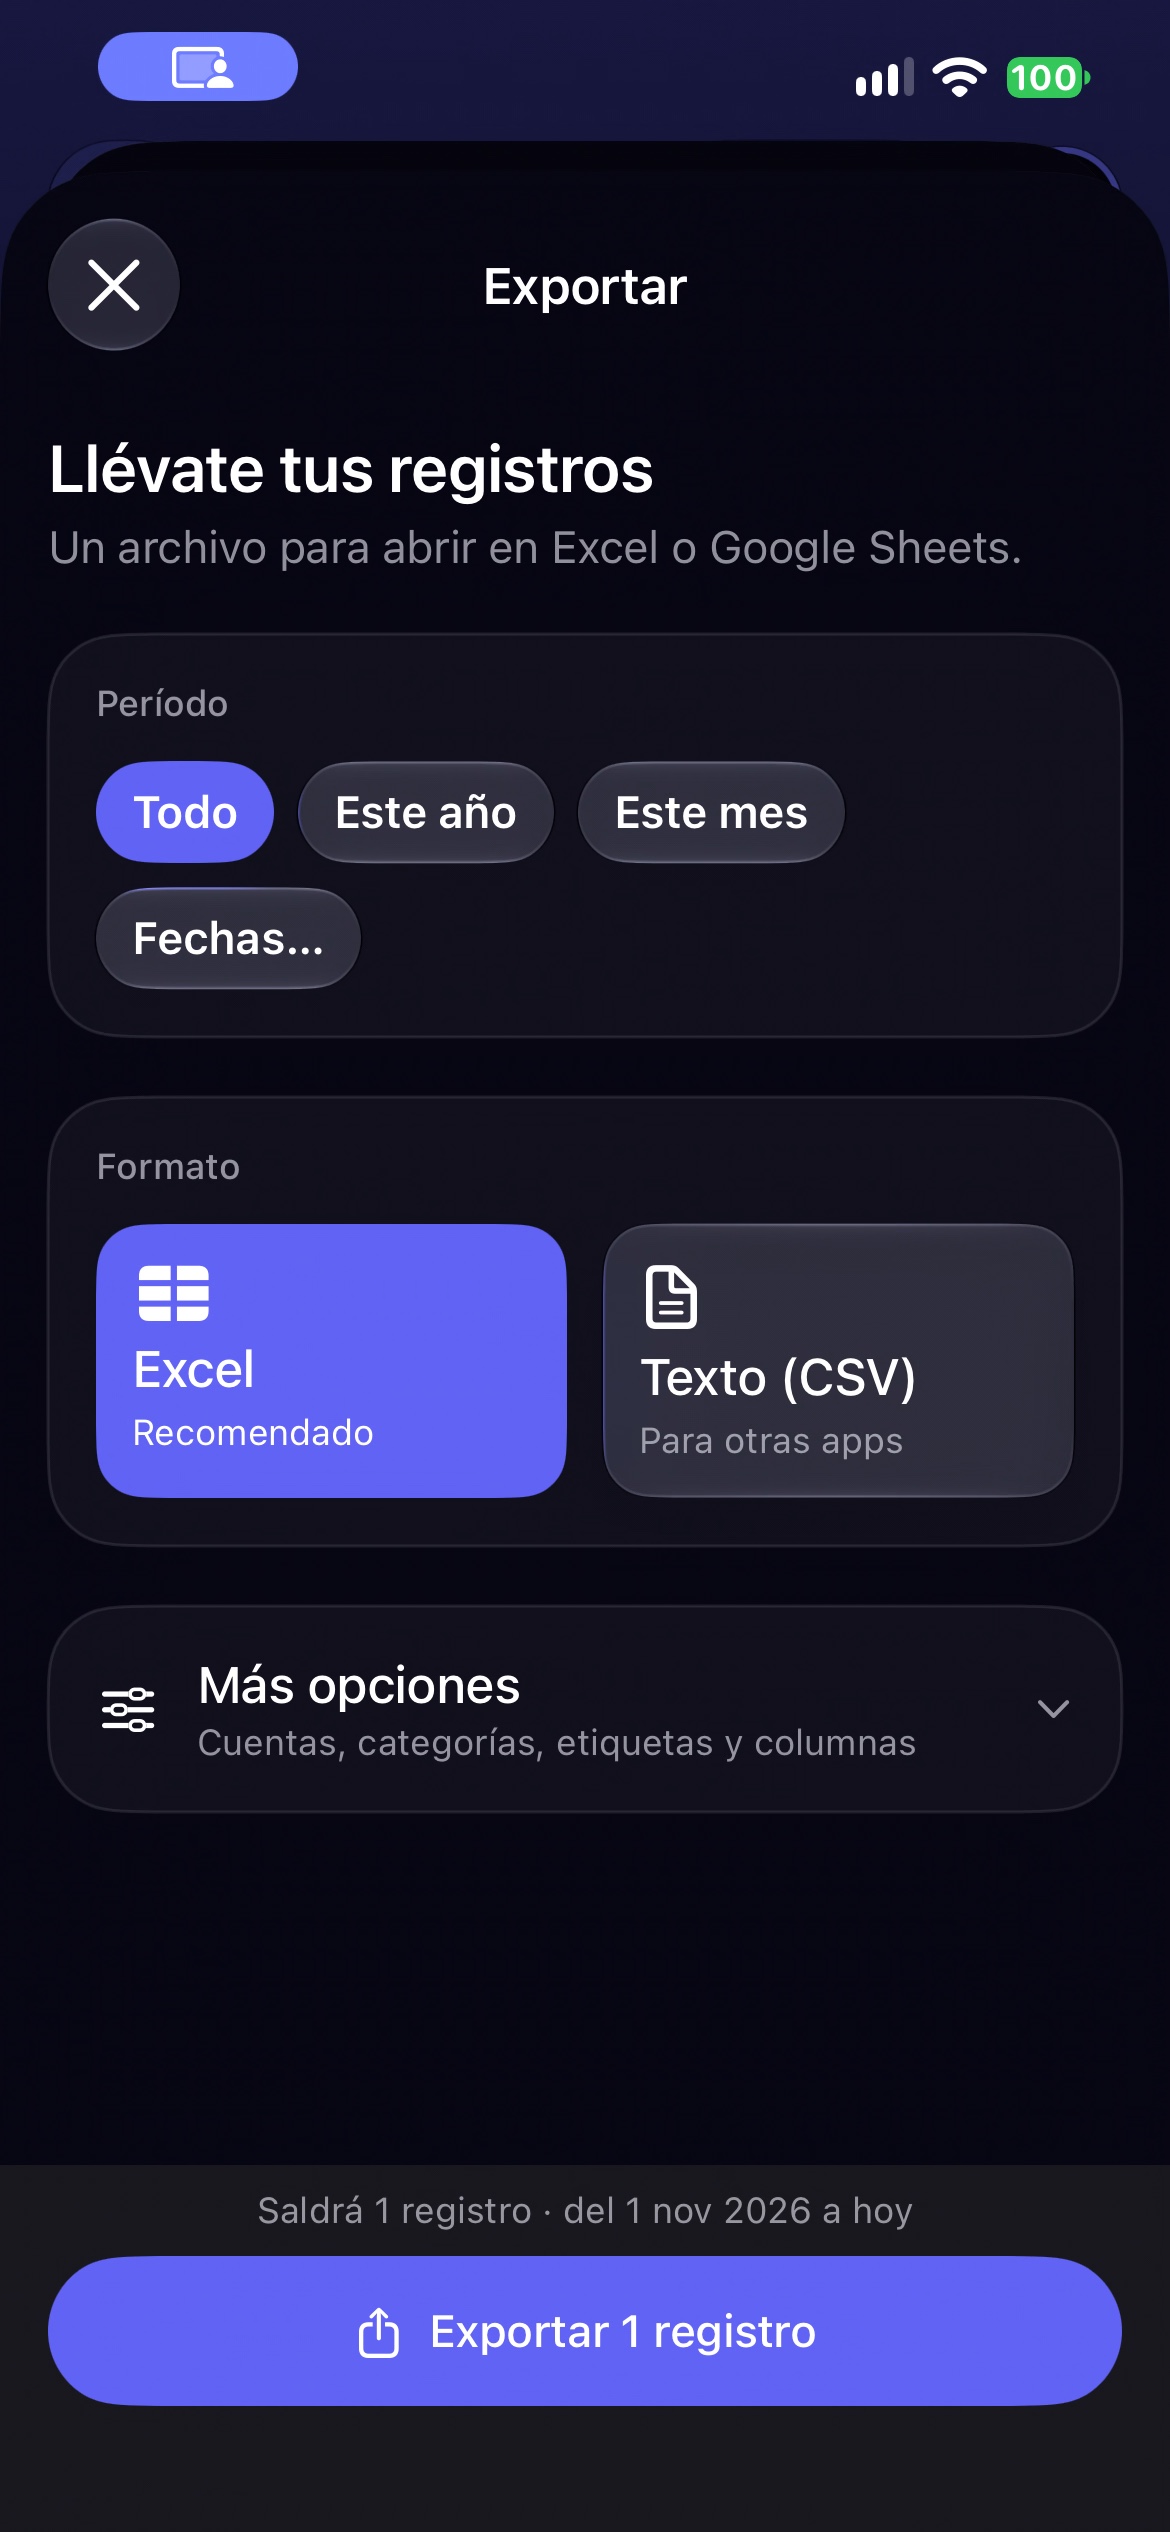 100
Exportar
Llévate tus registros
Un archivo para abrir en Excel o Google Sheets.
Período
Todo
Este año
Este mes
Fechas...
Formato
Excel
Recomendado
Texto (CSV)
Para otras apps
Más opciones
Cuentas, categorías, etiquetas y columnas
Saldrá 1 registro · del 1 nov 2026 a hoy
Exportar 1 registro